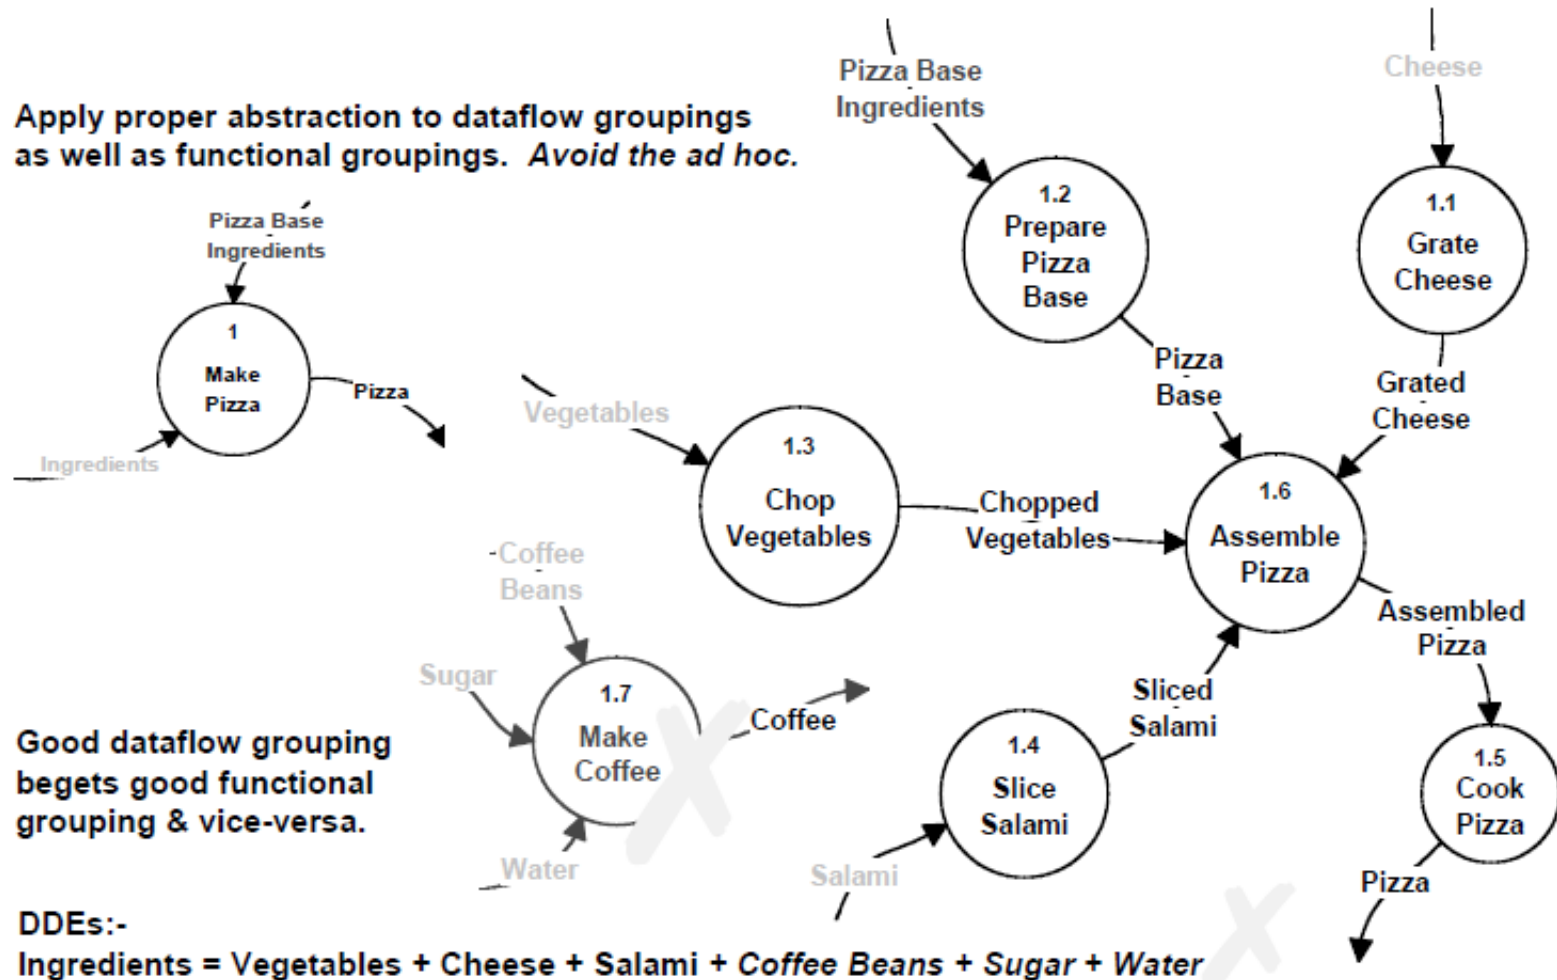 Apply proper abstraction to dataflow groupings
as well as functional groupings. Avoid the ad hoc.
Pizza Base
Ingredients
1
Make
Pizza
Pizza
Ingredients
Pizza Base
Ingredients
1.2
Prepare
Pizza
Base
Pizza
Base
Cheese
1.1
Grate
Cheese
Grated
Cheese
Vegetables
1.3
Chop
Vegetables
Chopped
Vegetables
1.6
Assemble
Pizza
Assembled
Pizza
Coffee
Beans
Sugar
1.7
Make
Coffee
Coffee
Water
Sliced
Salami
1.4
Slice
Salami
Salami
1.5
Cook
Pizza
Pizza
Good dataflow grouping
begets good functional
grouping & vice-versa.
DDEs:-
Ingredients = Vegetables + Cheese + Salami + Coffee Beans + Sugar + Water